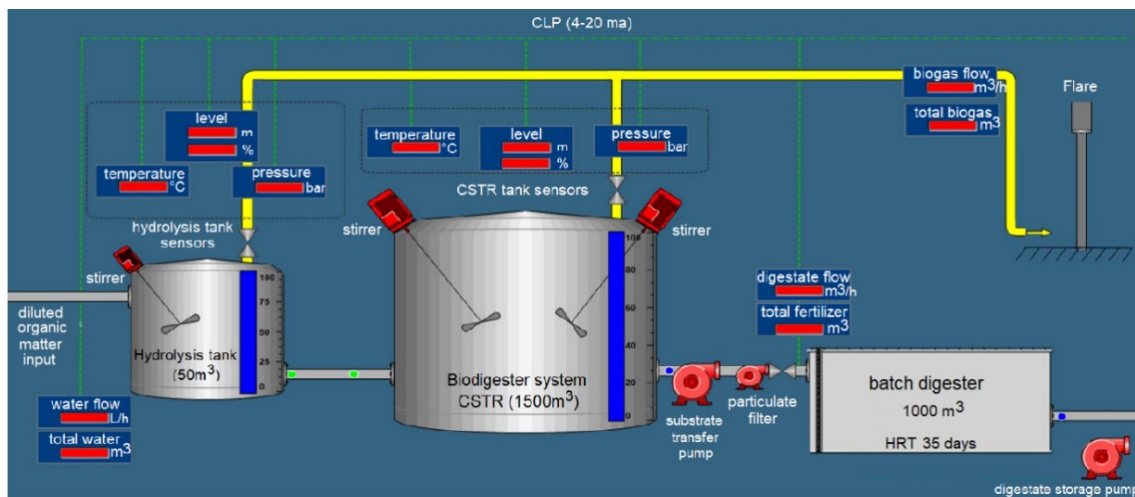 CLP (4-20 ma)
biogas flow
m³/h
total biogas
m³
Flare
level
m
%
temperature
°C
pressure
bar
hydrolysis tank
sensors
temperature
°C
level
m
%
pressure
bar
CSTR tank sensors
stirrer
stirrer
stirrer
diluted
organic
matter
input
100
75
50
25
0
Hydrolysis tank
(50m³)
100
80
60
40
20
0
Biodigester system
CSTR (1500m³)
digestate flow
m³/h
total fertilizer
m³
substrate
transfer
pump
particulate
filter
batch digester
1000 m³
HRT 35 days
water flow
L/h
total water
m³
digestate storage pump